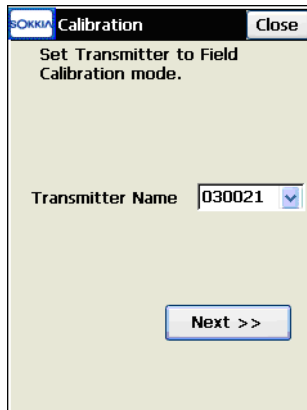 SOKKIA Calibration Close
Set Transmitter to Field
Calibration mode.
Transmitter Name 030021
Next >>